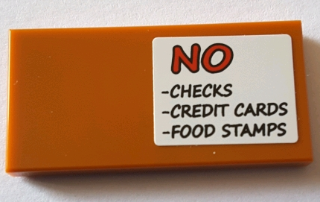 NO
-CHECKS
-CREDIT CARDS
-FOOD STAMPS